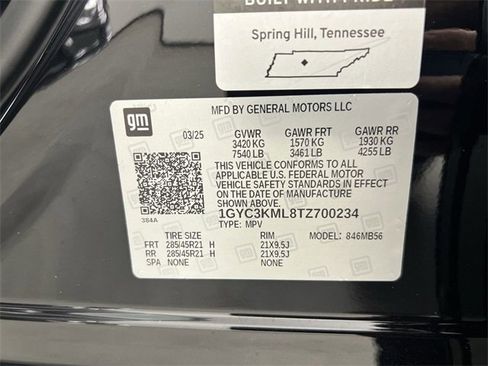 BUILT WITH PRIDE
Spring Hill, Tennessee
gm
MFD BY GENERAL MOTORS LLC
03/25 GVWR GAWR FRT GAWR RR
3420 KG 1570 KG 1930 KG
7540 LB 3461 LB 4255 LB
THIS VEHICLE CONFORMS TO ALL
APPLICABLE U.S. FEDERAL MOTOR
VEHICLE SAFETY STANDARDS IN EFFECT
ON THE DATE OF MANUFACTURE
SHOWN ABOVE.
384A
1GYC3KML8TZ700234
TYPE: MPV
TIRE SIZE RIM MODEL: 846MB56
FRT 285/45R21 H 21X9.5J
RR 285/45R21 H 21X9.5J
SPA NONE NONE